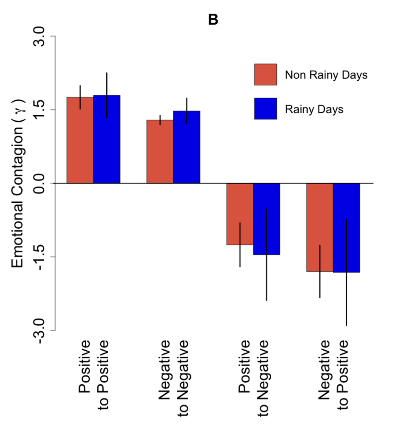 B
3.0
1.5
0.0
-1.5
-3.0
Emotional Contagion ( γ )
Non Rainy Days
Rainy Days
Positive
to Positive
Negative
to Negative
Positive
to Negative
Negative
to Positive